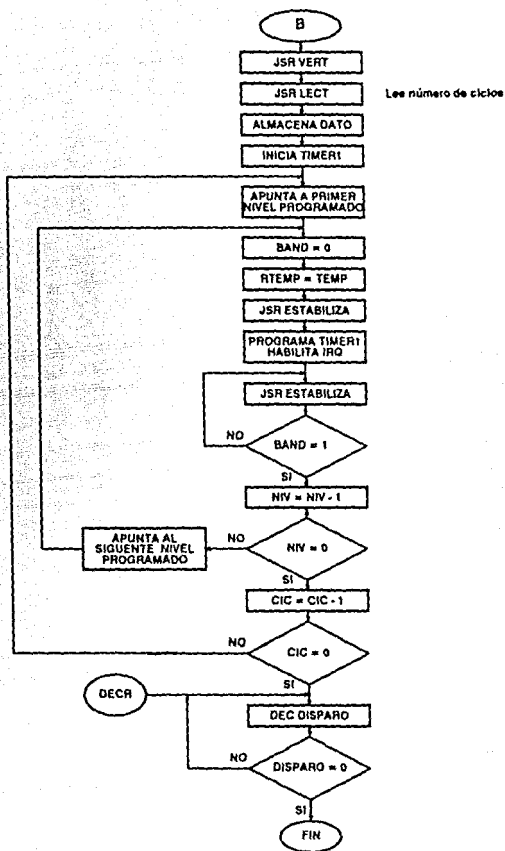 B
JSR VERT
JSR LECT
Lee número de ciclos
ALMACENA DATO
INICIA TIMER1
APUNTA A PRIMER
NIVEL PROGRAMADO
BAND = 0
RTEMP = TEMP
JSR ESTABILIZA
PROGRAMA TIMER1
HABILITA IRQ
JSR ESTABILIZA
NO
BAND = 1
SI
NIV = NIV - 1
APUNTA AL
SIGUENTE NIVEL
PROGRAMADO
NO
NIV = 0
SI
CIC = CIC - 1
NO
CIC = 0
SI
DECR
DEC DISPARO
NO
DISPARO = 0
SI
FIN